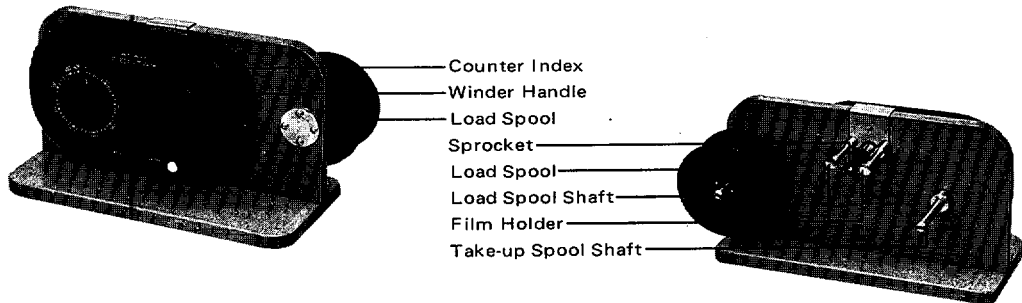 Counter Index
Winder Handle
Load Spool
Sprocket
Load Spool
Load Spool Shaft
Film Holder
Take-up Spool Shaft